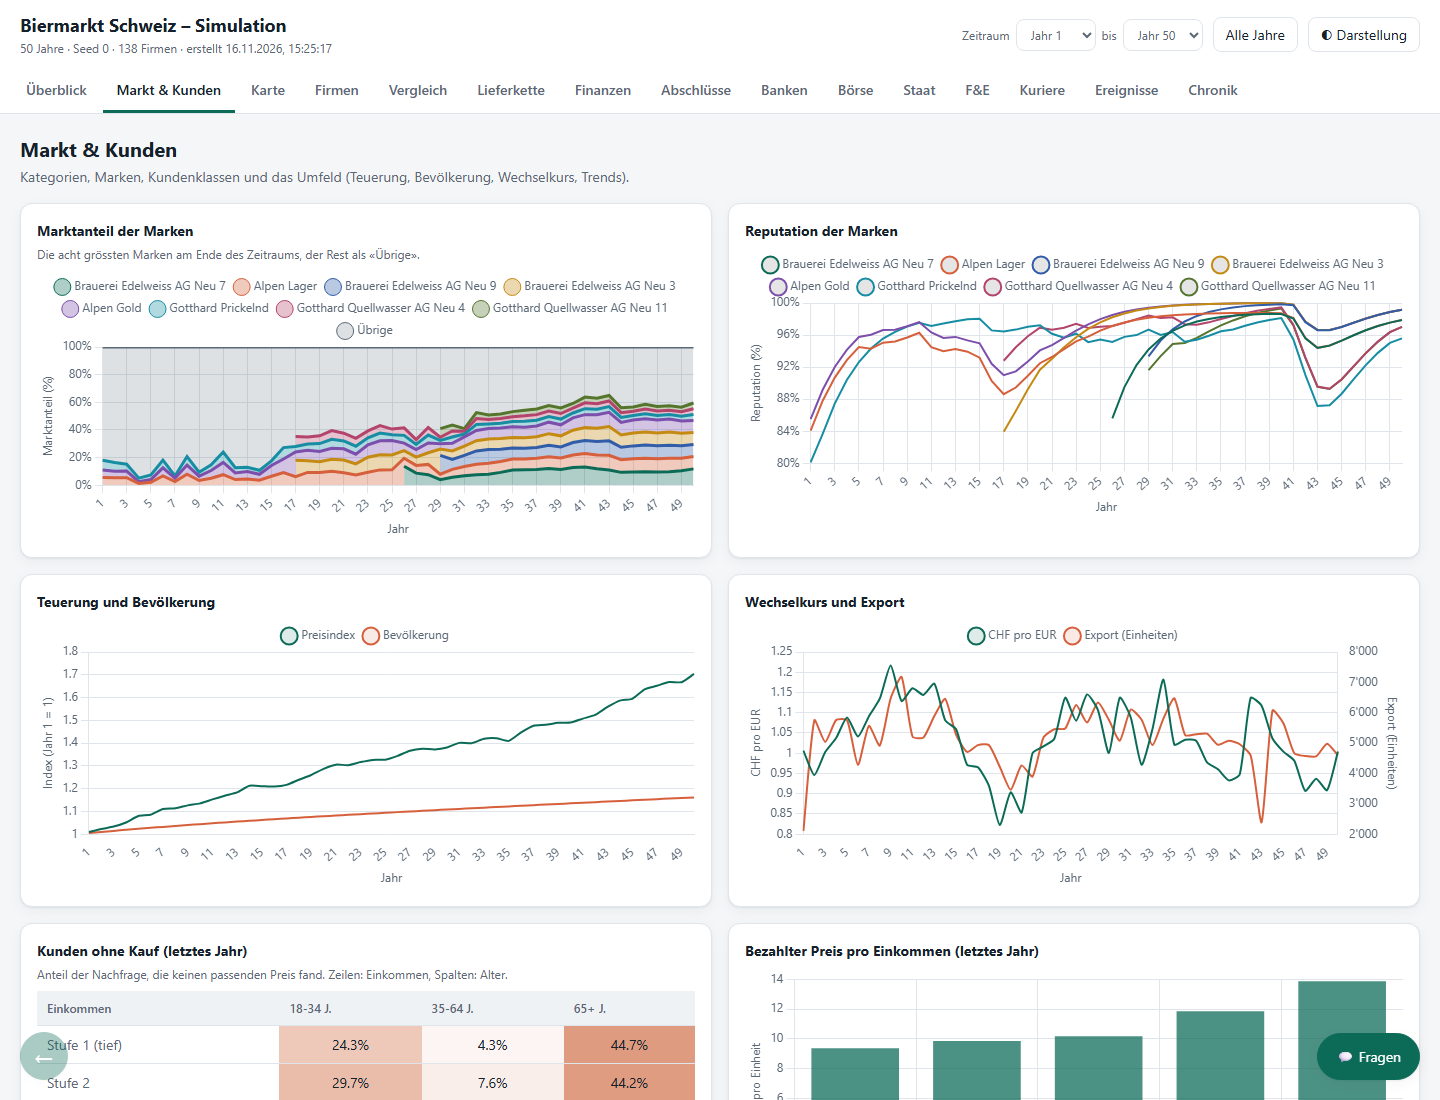 Biermarkt Schweiz – Simulation
50 Jahre · Seed 0 · 138 Firmen · erstellt 16.11.2026, 15:25:17
Zeitraum Jahr 1 bis Jahr 50 Alle Jahre Darstellung
Überblick Markt & Kunden Karte Firmen Vergleich Lieferkette Finanzen Abschlüsse Banken Börse Staat F&E Kuriere Ereignisse Chronik
Markt & Kunden
Kategorien, Marken, Kundenklassen und das Umfeld (Teuerung, Bevölkerung, Wechselkurs, Trends).
Marktanteil der Marken
Die acht grössten Marken am Ende des Zeitraums, der Rest als «Übrige».
Brauerei Edelweiss AG Neu 7 Alpen Lager Brauerei Edelweiss AG Neu 9 Brauerei Edelweiss AG Neu 3
Alpen Gold Gotthard Prickelnd Gotthard Quellwasser AG Neu 4 Gotthard Quellwasser AG Neu 11
Übrige
100%
80%
60%
40%
20%
0%
Marktanteil (%)
1 3 5 7 9 11 13 15 17 19 21 23 25 27 29 31 33 35 37 39 41 43 45 47 49
Jahr
Reputation der Marken
Brauerei Edelweiss AG Neu 7 Alpen Lager Brauerei Edelweiss AG Neu 9 Brauerei Edelweiss AG Neu 3
Alpen Gold Gotthard Prickelnd Gotthard Quellwasser AG Neu 4 Gotthard Quellwasser AG Neu 11
100%
96%
92%
88%
84%
80%
Reputation (%)
1 3 5 7 9 11 13 15 17 19 21 23 25 27 29 31 33 35 37 39 41 43 45 47 49
Jahr
Teuerung und Bevölkerung
Preisindex Bevölkerung
1.8
1.7
1.6
1.5
1.4
1.3
1.2
1.1
1
Index (Jahr 1 = 1)
1 3 5 7 9 11 13 15 17 19 21 23 25 27 29 31 33 35 37 39 41 43 45 47 49
Jahr
Wechselkurs und Export
CHF pro EUR Export (Einheiten)
1.25
1.2
1.15
1.1
1.05
1
0.95
0.9
0.85
0.8
CHF pro EUR
8'000
7'000
6'000
5'000
4'000
3'000
2'000
Export (Einheiten)
1 3 5 7 9 11 13 15 17 19 21 23 25 27 29 31 33 35 37 39 41 43 45 47 49
Jahr
Kunden ohne Kauf (letztes Jahr)
Anteil der Nachfrage, die keinen passenden Preis fand. Zeilen: Einkommen, Spalten: Alter.
Einkommen 18-34 J. 35-64 J. 65+ J.
Stufe 1 (tief) 24.3% 4.3% 44.7%
Stufe 2 29.7% 7.6% 44.2%
←
Bezahlter Preis pro Einkommen (letztes Jahr)
14
12
10
8
6
pro Einheit
Fragen